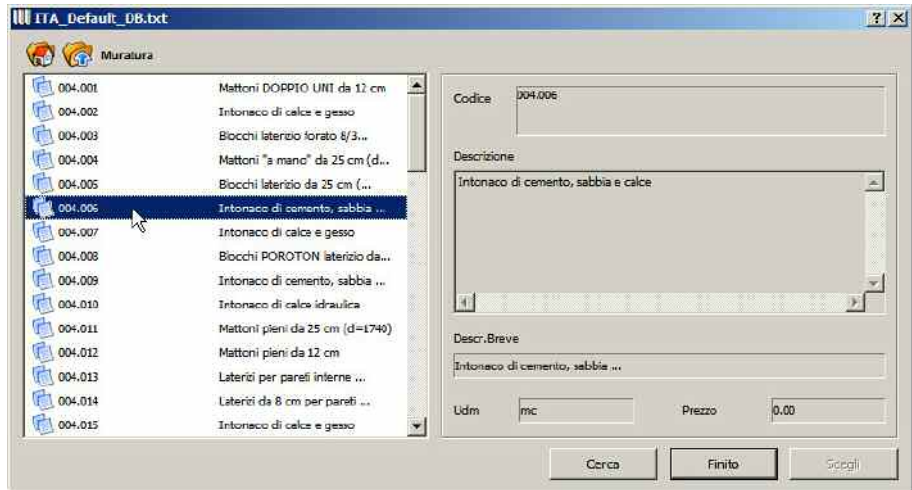 ITA_Default_DB.txt
Muratura
004.001 Mattoni DOPPIO UNI da 12 cm
004.002 Intonaco di calce e gesso
004.003 Blocchi laterizio forato 8/3...
004.004 Mattoni "a mano" da 25 cm (d...
004.005 Blocchi laterizio da 25 cm (...
004.006 Intonaco di cemento, sabbia ...
004.007 Intonaco di calce e gesso
004.008 Blocchi POROTON laterizio da...
004.009 Intonaco di cemento, sabbia ...
004.010 Intonaco di calce idraulica
004.011 Mattoni pieni da 25 cm (d=1740)
004.012 Mattoni pieni da 12 cm
004.013 Laterizi per pareti interne ...
004.014 Laterizi da 8 cm per pareti ...
004.015 Intonaco di calce e gesso
Codice 004.006
Descrizione
Intonaco di cemento, sabbia e calce
Descr.Breve
Intonaco di cemento, sabbia ...
Udm mc Prezzo 0.00
Cerca Finito Scegli